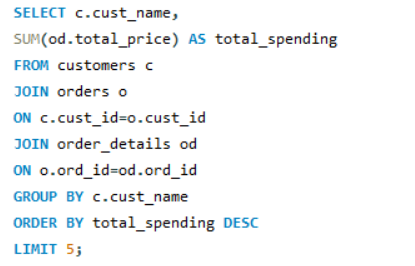 SELECT c.cust_name,
SUM(od.total_price) AS total_spending
FROM customers c
JOIN orders o
ON c.cust_id=o.cust_id
JOIN order_details od
ON o.ord_id=od.ord_id
GROUP BY c.cust_name
ORDER BY total_spending DESC
LIMIT 5;